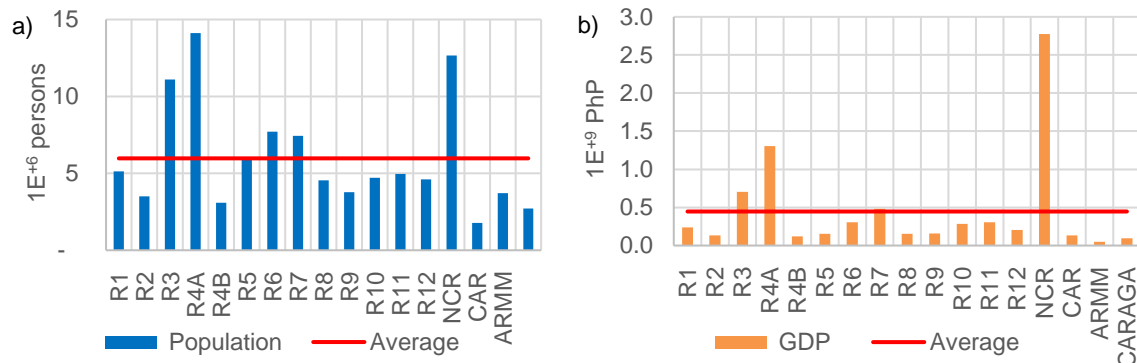 a)
1E+6 persons
15
10
5
-
R1
R2
R3
R4A
R4B
R5
R6
R7
R8
R9
R10
R11
R12
NCR
CAR
ARMM
Population
Average
b)
1E+9 PhP
3.0
2.5
2.0
1.5
1.0
0.5
0.0
R1
R2
R3
R4A
R4B
R5
R6
R7
R8
R9
R10
R11
R12
NCR
CAR
ARMM
CARAGA
GDP
Average